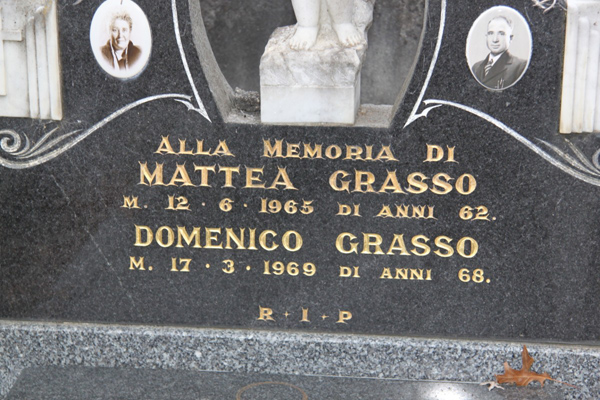 ALLA MEMORIA DI
MATTEA GRASSO
M. 12 · 6 · 1965 DI ANNI 62.
DOMENICO GRASSO
M. 17 · 3 · 1969 DI ANNI 68.
R · I · P